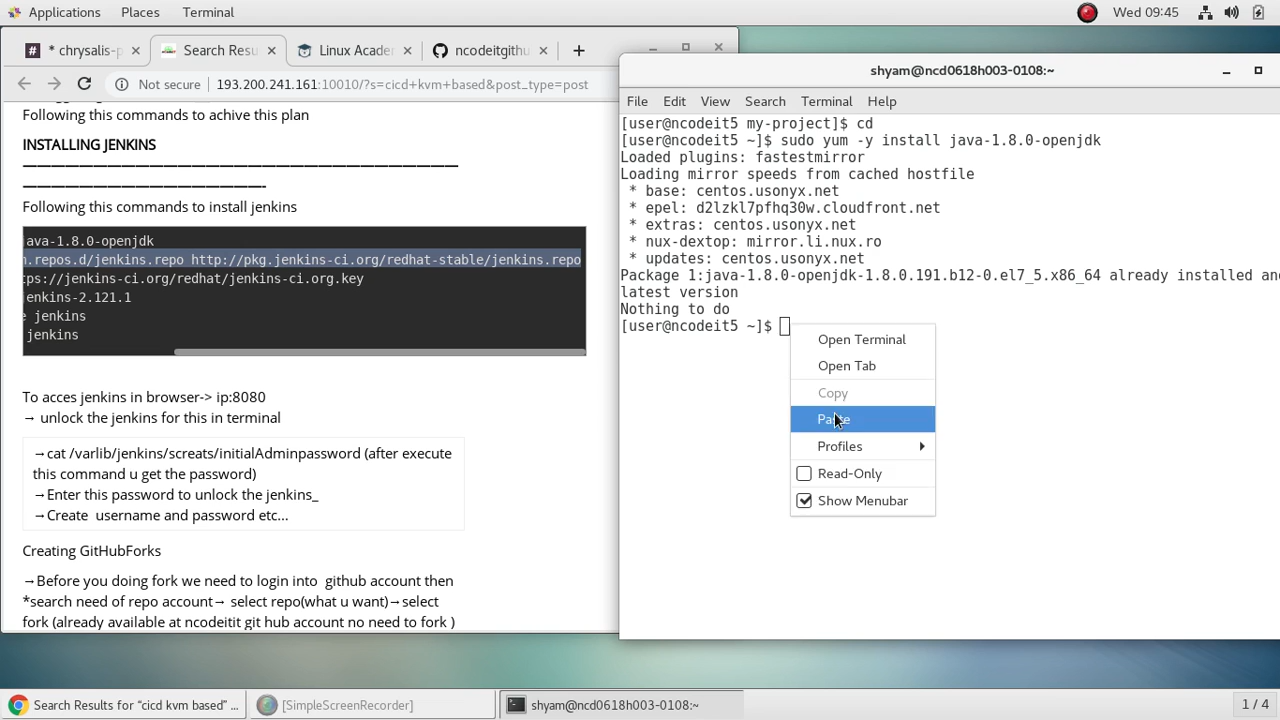 Applications Places Terminal Wed 09:45
* chrysalis-p Search Resu Linux Acade ncodeitgithu
Not secure 193.200.241.161:10010/?s=cicd+kvm+based&post_type=post
Following this commands to achive this plan
INSTALLING JENKINS
—————————————————————————————————
——————————————————-
Following this commands to install jenkins
java-1.8.0-openjdk
.repos.d/jenkins.repo http://pkg.jenkins-ci.org/redhat-stable/jenkins.repo
ps://jenkins-ci.org/redhat/jenkins-ci.org.key
enkins-2.121.1
jenkins
jenkins
To acces jenkins in browser-> ip:8080
→ unlock the jenkins for this in terminal
→cat /varlib/jenkins/screats/initialAdminpassword (after execute
this command u get the password)
→Enter this password to unlock the jenkins_
→Create username and password etc...
Creating GitHubForks
→Before you doing fork we need to login into github account then
*search need of repo account→ select repo(what u want)→select
fork (already available at ncodeitit git hub account no need to fork )
shyam@ncd0618h003-0108:~
File Edit View Search Terminal Help
[user@ncodeit5 my-project]$ cd
[user@ncodeit5 ~]$ sudo yum -y install java-1.8.0-openjdk
Loaded plugins: fastestmirror
Loading mirror speeds from cached hostfile
* base: centos.usonyx.net
* epel: d2lzkl7pfhq30w.cloudfront.net
* extras: centos.usonyx.net
* nux-dextop: mirror.li.nux.ro
* updates: centos.usonyx.net
Package 1:java-1.8.0-openjdk-1.8.0.191.b12-0.el7_5.x86_64 already installed and
latest version
Nothing to do
[user@ncodeit5 ~]$
Open Terminal
Open Tab
Copy
Paste
Profiles
Read-Only
Show Menubar
Search Results for “cicd kvm based” ... [SimpleScreenRecorder] shyam@ncd0618h003-0108:~ 1 / 4